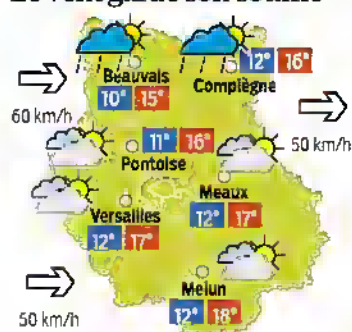 12° 16°
Beauvais
Compiègne
10° 15°
60 km/h
11° 16°
50 km/h
Pontoise
Meaux
Versailles
12° 17°
12° 17°
Melun
50 km/h
12° 18°